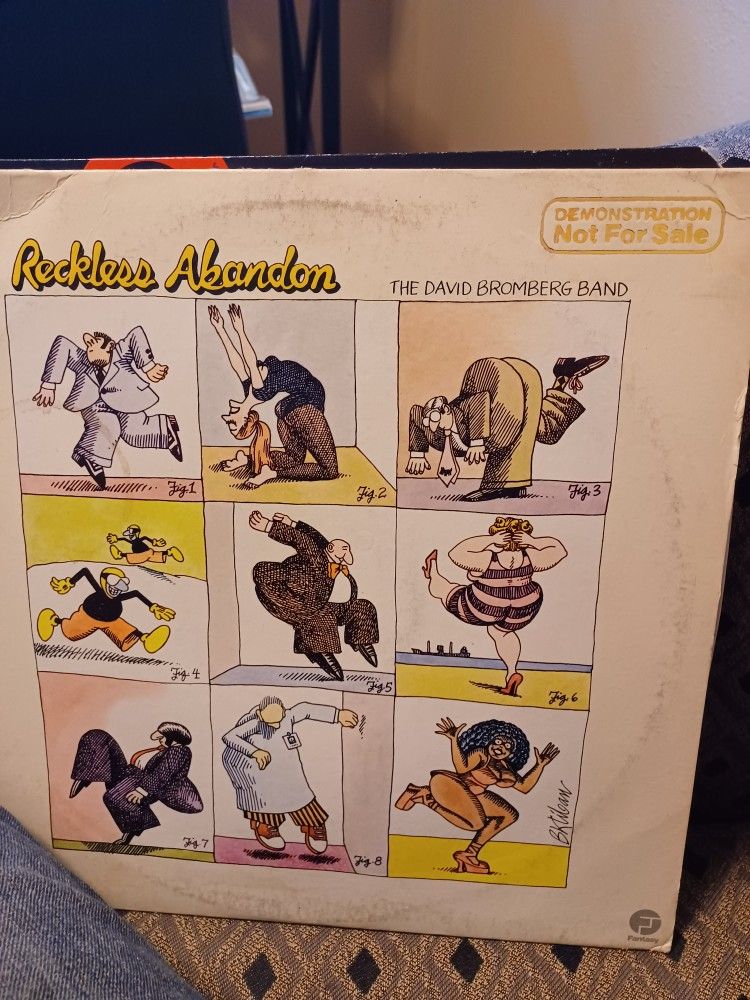 DEMONSTRATION
Not For Sale
Reckless Abandon
THE DAVID BROMBERG BAND
Fig.1
Fig.2
Fig.3
Fig.4
Fig.5
Fig.6
Fig.7
Fig.8
BKliban
Fantasy